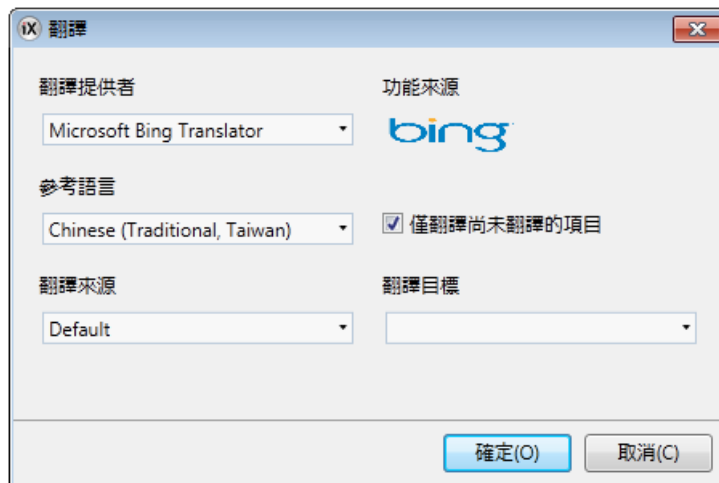 iX 翻譯
翻譯提供者
功能來源
Microsoft Bing Translator
bing
參考語言
Chinese (Traditional, Taiwan)
僅翻譯尚未翻譯的項目
翻譯來源
翻譯目標
Default
確定(O)
取消(C)